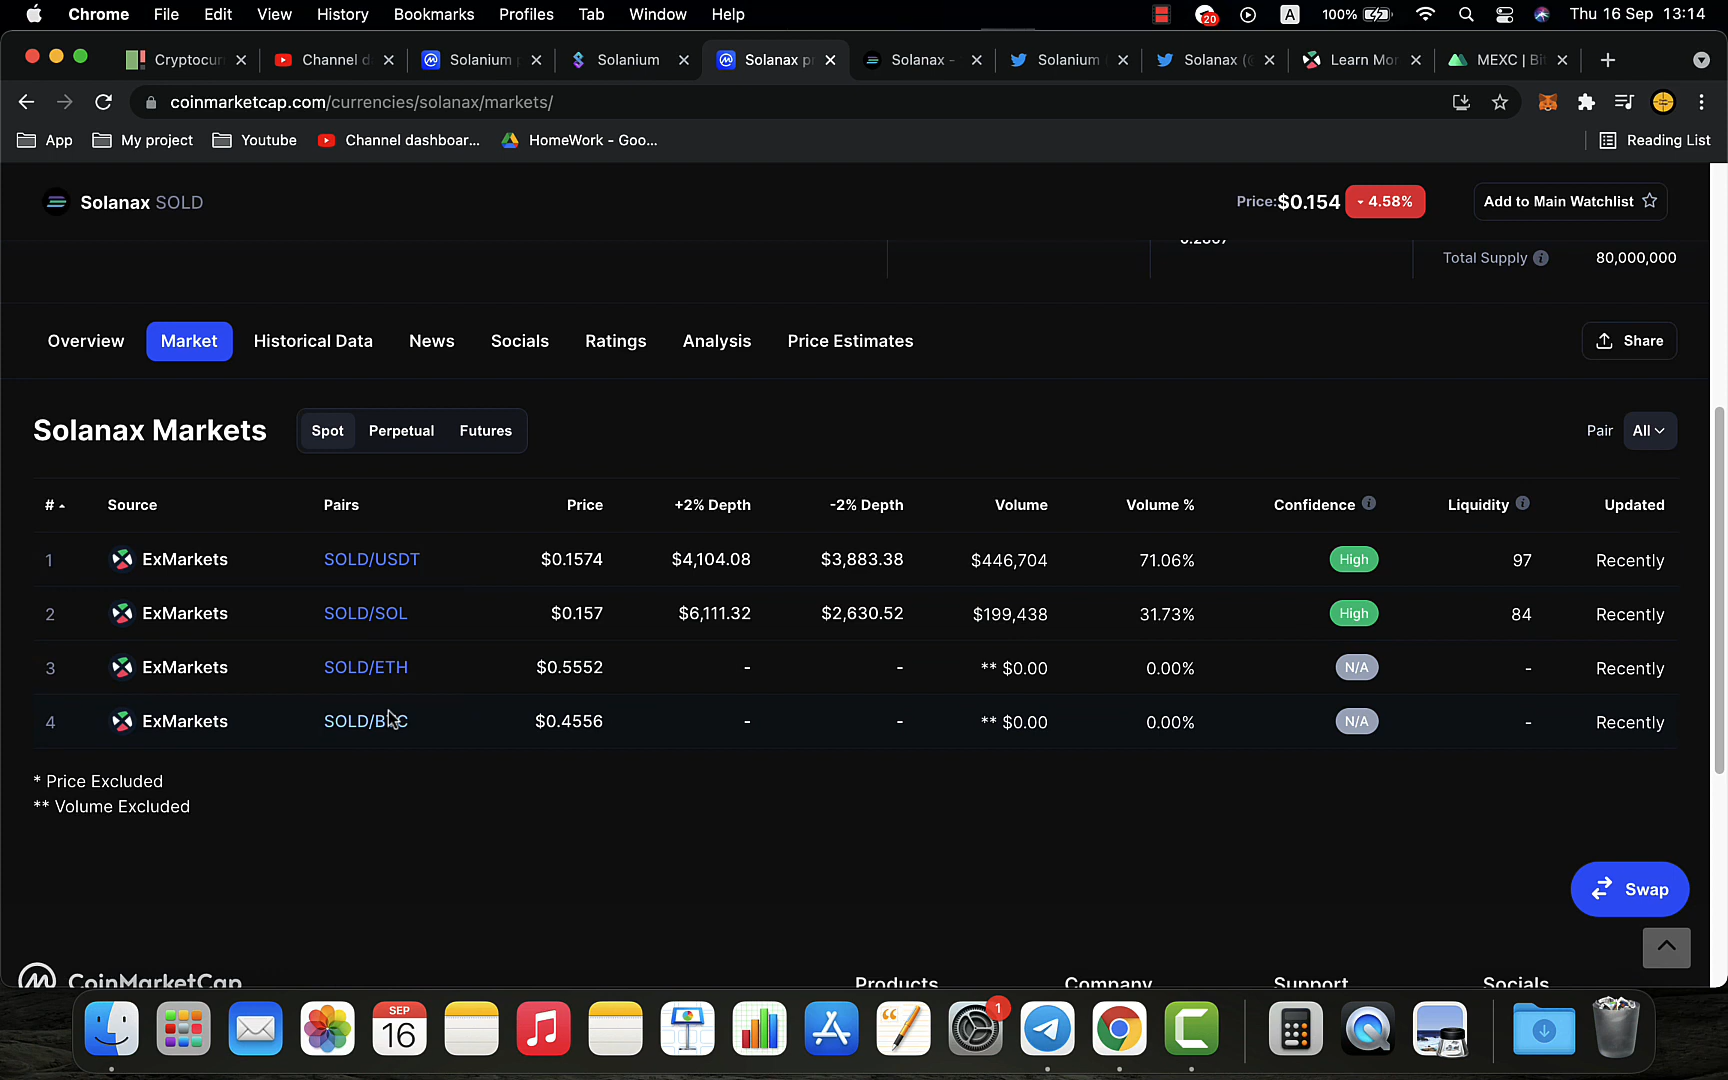 Chrome File Edit View History Bookmarks Profiles Tab Window Help 20 A 100% Thu 16 Sep 13:14
Cryptocur Channel d Solanium p Solanium Solanax pr Solanax - Solanium Solanax (@ Learn Mor MEXC | Bit
coinmarketcap.com/currencies/solanax/markets/
App My project Youtube Channel dashboar... HomeWork - Goo... Reading List
Solanax SOLD Price: $0.154 4.58% Add to Main Watchlist
Total Supply 80,000,000
Overview Market Historical Data News Socials Ratings Analysis Price Estimates Share
Solanax Markets Spot Perpetual Futures Pair All
# Source Pairs Price +2% Depth -2% Depth Volume Volume % Confidence Liquidity Updated
1 ExMarkets SOLD/USDT $0.1574 $4,104.08 $3,883.38 $446,704 71.06% High 97 Recently
2 ExMarkets SOLD/SOL $0.157 $6,111.32 $2,630.52 $199,438 31.73% High 84 Recently
3 ExMarkets SOLD/ETH $0.5552 - - ** $0.00 0.00% N/A - Recently
4 ExMarkets SOLD/BTC $0.4556 - - ** $0.00 0.00% N/A - Recently
* Price Excluded
** Volume Excluded
Swap
CoinMarketCap Products Company Support Socials
SEP
16
1